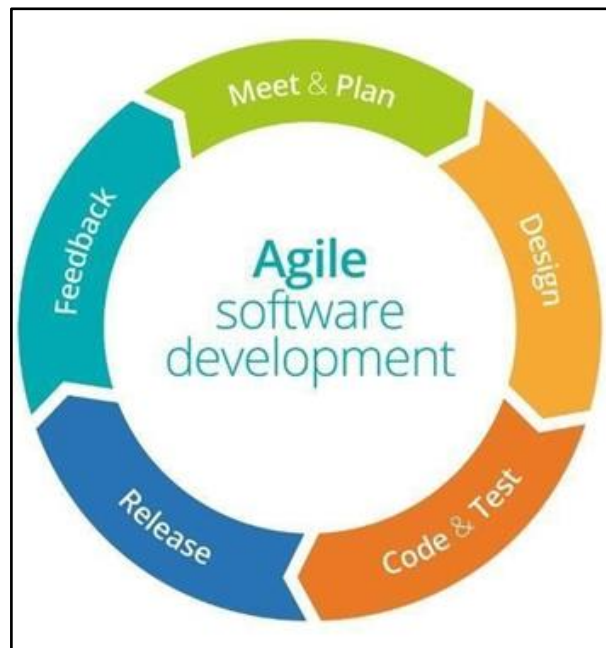 Meet & Plan
Design
Code & Test
Release
Feedback
Agile
software
development